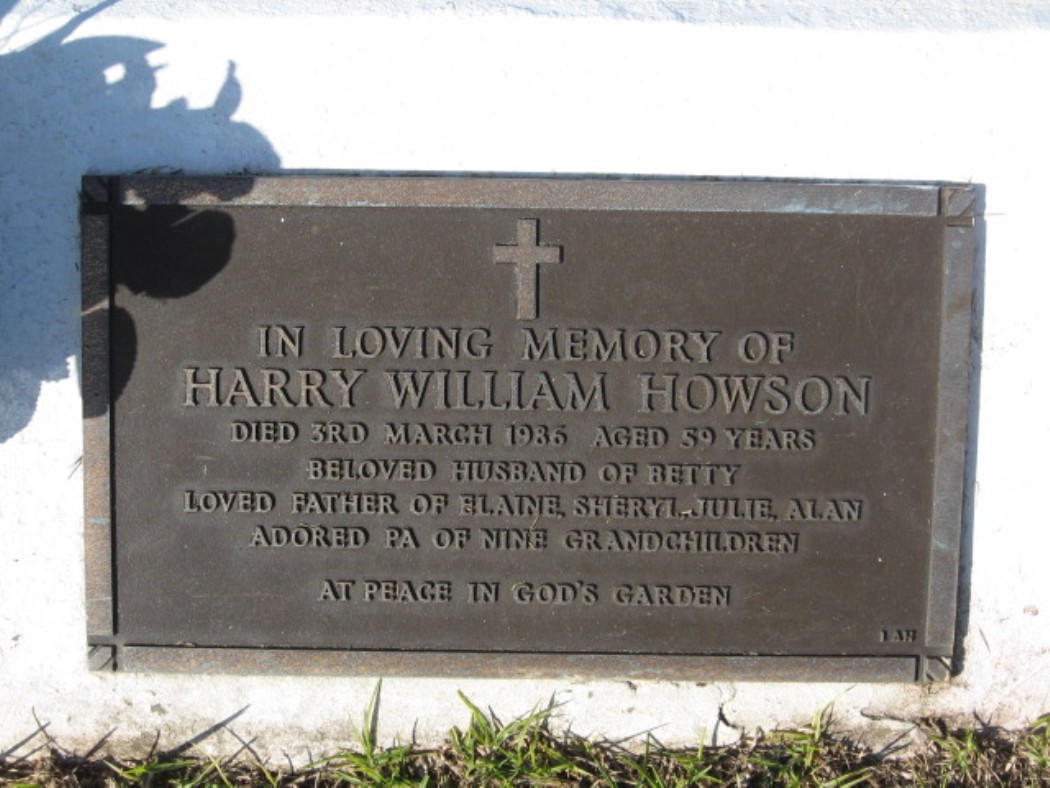 IN LOVING MEMORY OF
HARRY WILLIAM HOWSON
DIED 3RD MARCH 1986 AGED 59 YEARS
BELOVED HUSBAND OF BETTY
LOVED FATHER OF ELAINE, SHERYL, JULIE, ALAN
ADORED PA OF NINE GRANDCHILDREN
AT PEACE IN GOD'S GARDEN